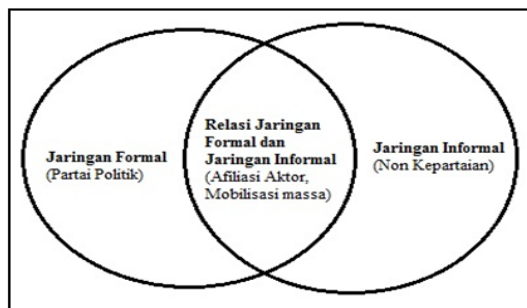 Jaringan Formal
(Partai Politik)
Relasi Jaringan
Formal dan
Jaringan Informal
(Afiliasi Aktor,
Mobilisasi massa)
Jaringan Informal
(Non Kepartaian)